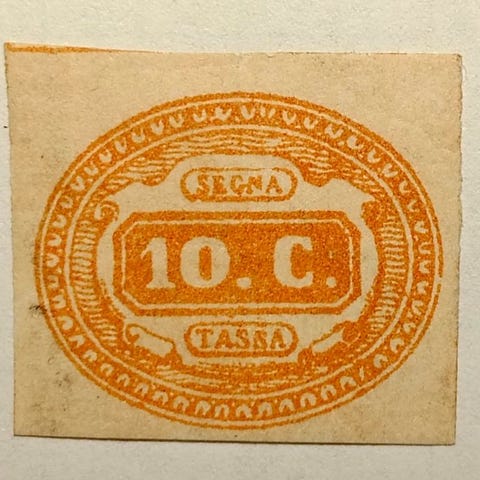 SEGNA
10. C.
TASSA